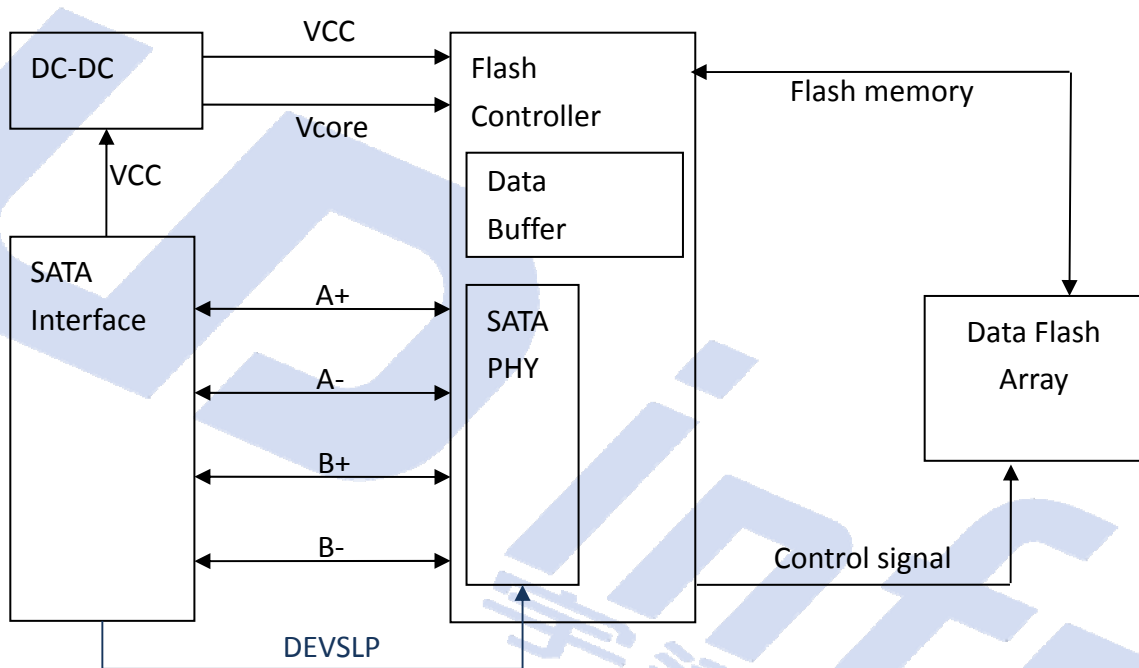 VCC
DC-DC
Flash
Controller
Flash memory
Vcore
VCC
Data
Buffer
SATA
Interface
A+
SATA
PHY
Data Flash
Array
A-
B+
B-
Control signal
DEVSLP